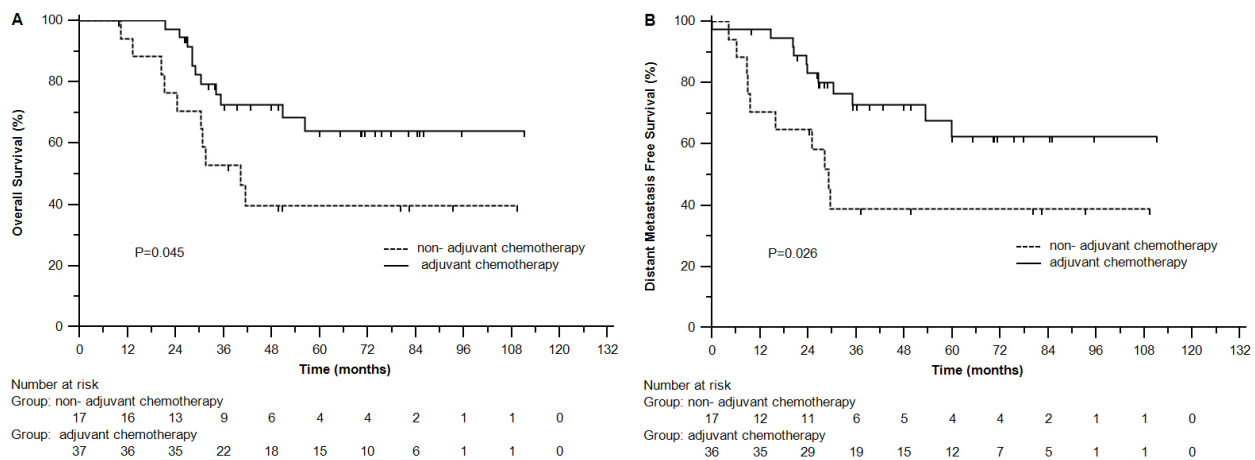 A
Overall Survival (%)
100
80
60
40
20
0
P=0.045
non- adjuvant chemotherapy
adjuvant chemotherapy
0 12 24 36 48 60 72 84 96 108 120 132
Time (months)
Number at risk
Group: non- adjuvant chemotherapy
17 16 13 9 6 4 4 2 1 1 0
Group: adjuvant chemotherapy
37 36 35 22 18 15 10 6 1 1 0
B
Distant Metastasis Free Survival (%)
100
80
60
40
20
0
P=0.026
non- adjuvant chemotherapy
adjuvant chemotherapy
0 12 24 36 48 60 72 84 96 108 120 132
Time (months)
Number at risk
Group: non- adjuvant chemotherapy
17 12 11 6 5 4 4 2 1 1 0
Group: adjuvant chemotherapy
36 35 29 19 15 12 7 5 1 1 0